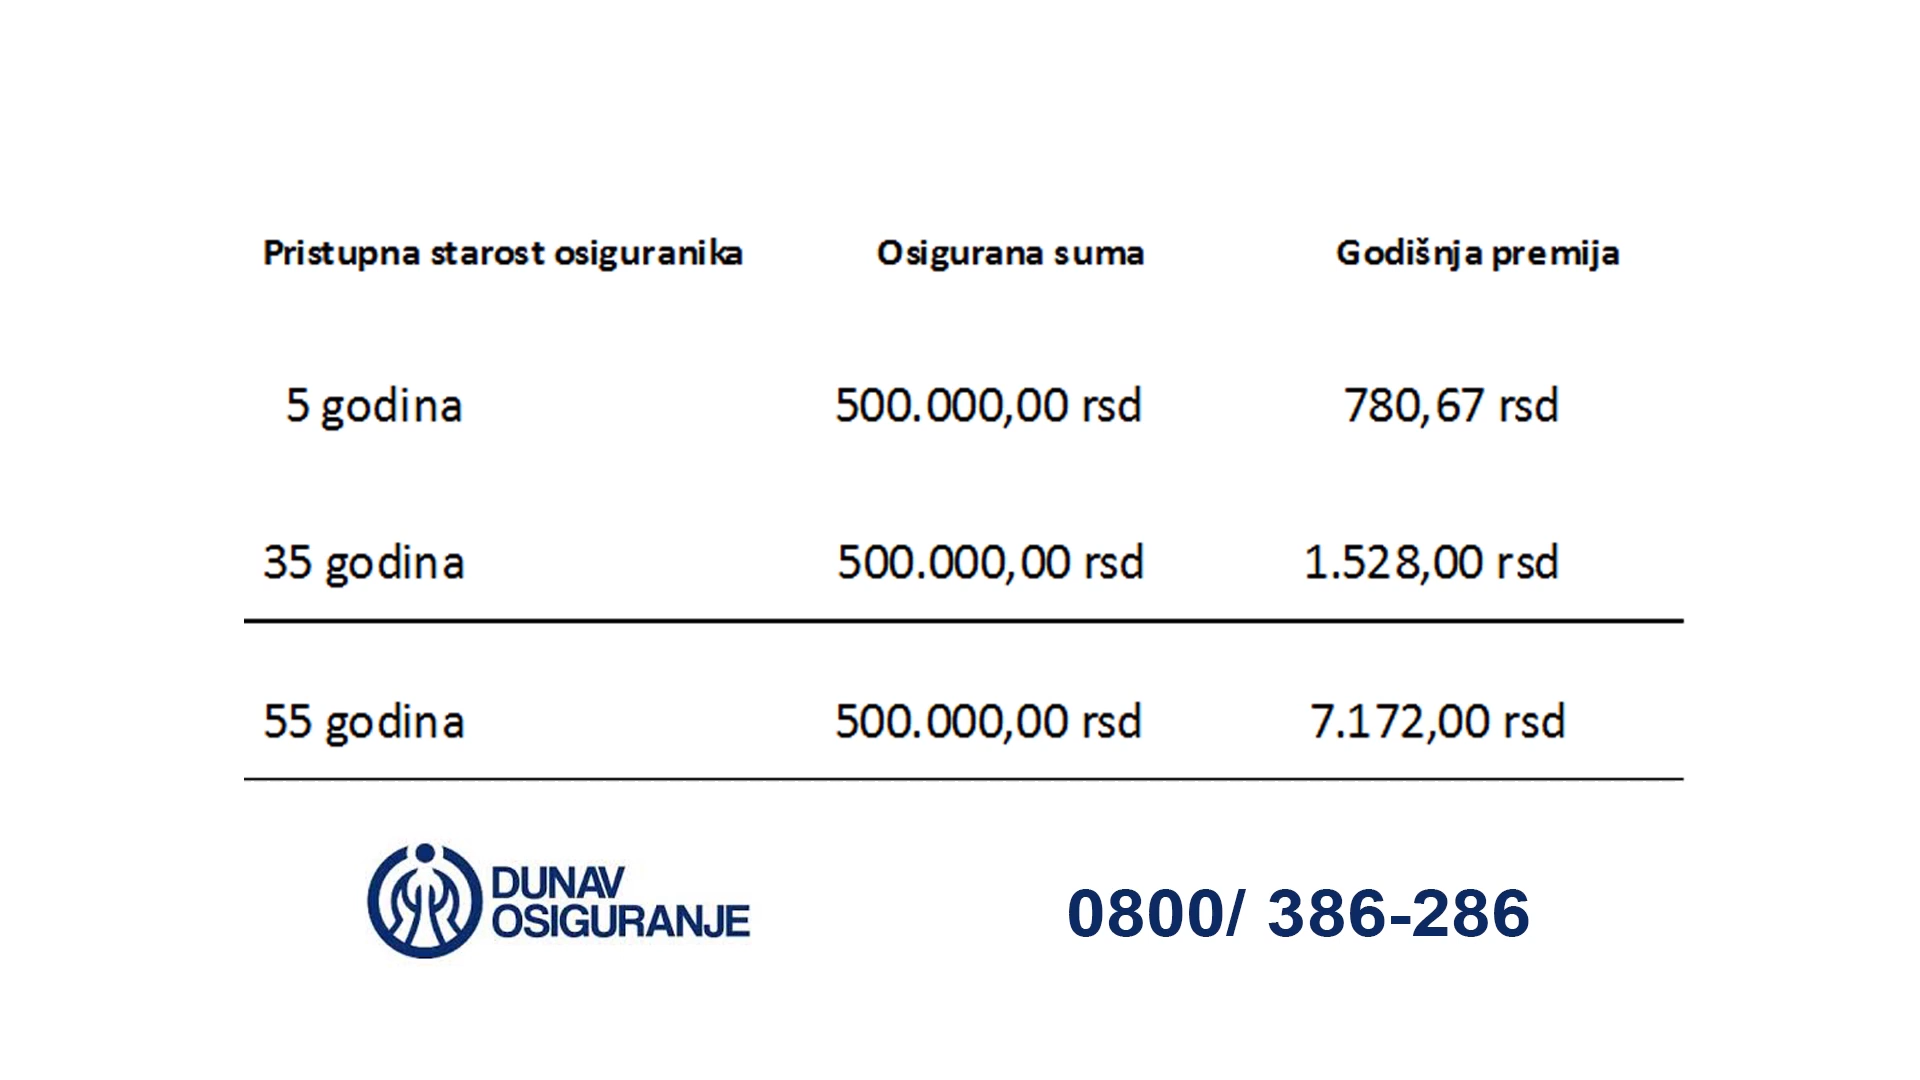 Pristupna starost osiguranika Osigurana suma Godišnja premija
5 godina 500.000,00 rsd 780,67 rsd
35 godina 500.000,00 rsd 1.528,00 rsd
55 godina 500.000,00 rsd 7.172,00 rsd
DUNAV
OSIGURANJE
0800/ 386-286